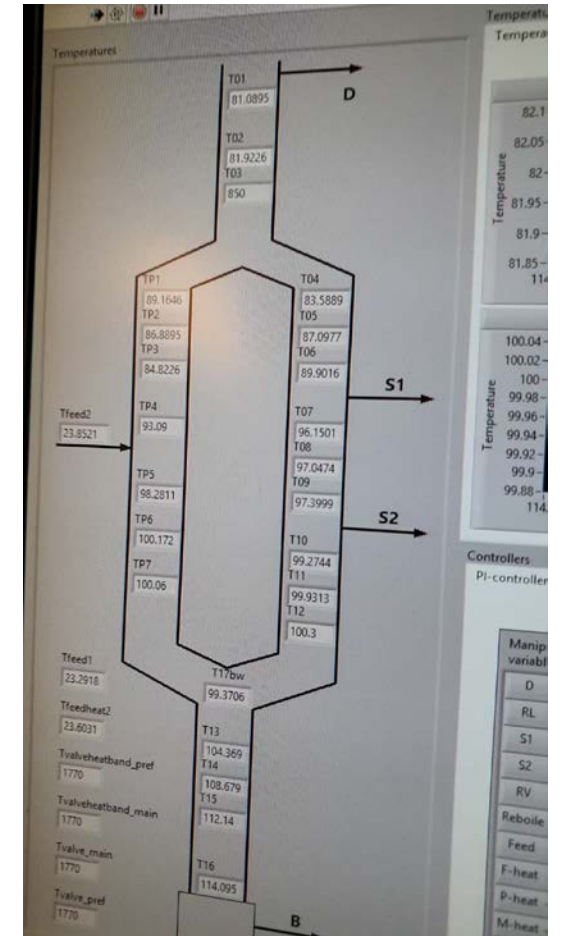 Temperatures
T01
81.0895
D
T02
81.9226
T03
850
TP1
89.1646
TP2
86.8895
TP3
84.8226
TP4
93.09
TP5
98.2811
TP6
100.172
TP7
100.06
Tfeed2
23.8521
T04
83.5889
T05
87.0977
T06
89.9016
S1
T07
96.1501
T08
97.0474
T09
97.3999
S2
T10
99.2744
T11
99.9313
T12
100.3
T17bw
99.3706
T13
104.369
T14
108.679
T15
112.14
T16
114.095
B
Tfeed1
23.2918
Tfeedheat2
23.6031
Tvalveheatband_pref
1770
Tvalveheatband_main
1770
Tvalve_main
1770
Tvalve_pref
1770
Temperature
82.1
82.05
82
81.95
81.9
81.85
Temperature
100.04
100.02
100
99.98
99.96
99.94
99.92
99.9
99.88
Controllers
PI-controller
Manip
variabl
D
RL
S1
S2
RV
Reboile
Feed
F-heat
P-heat
M-heat